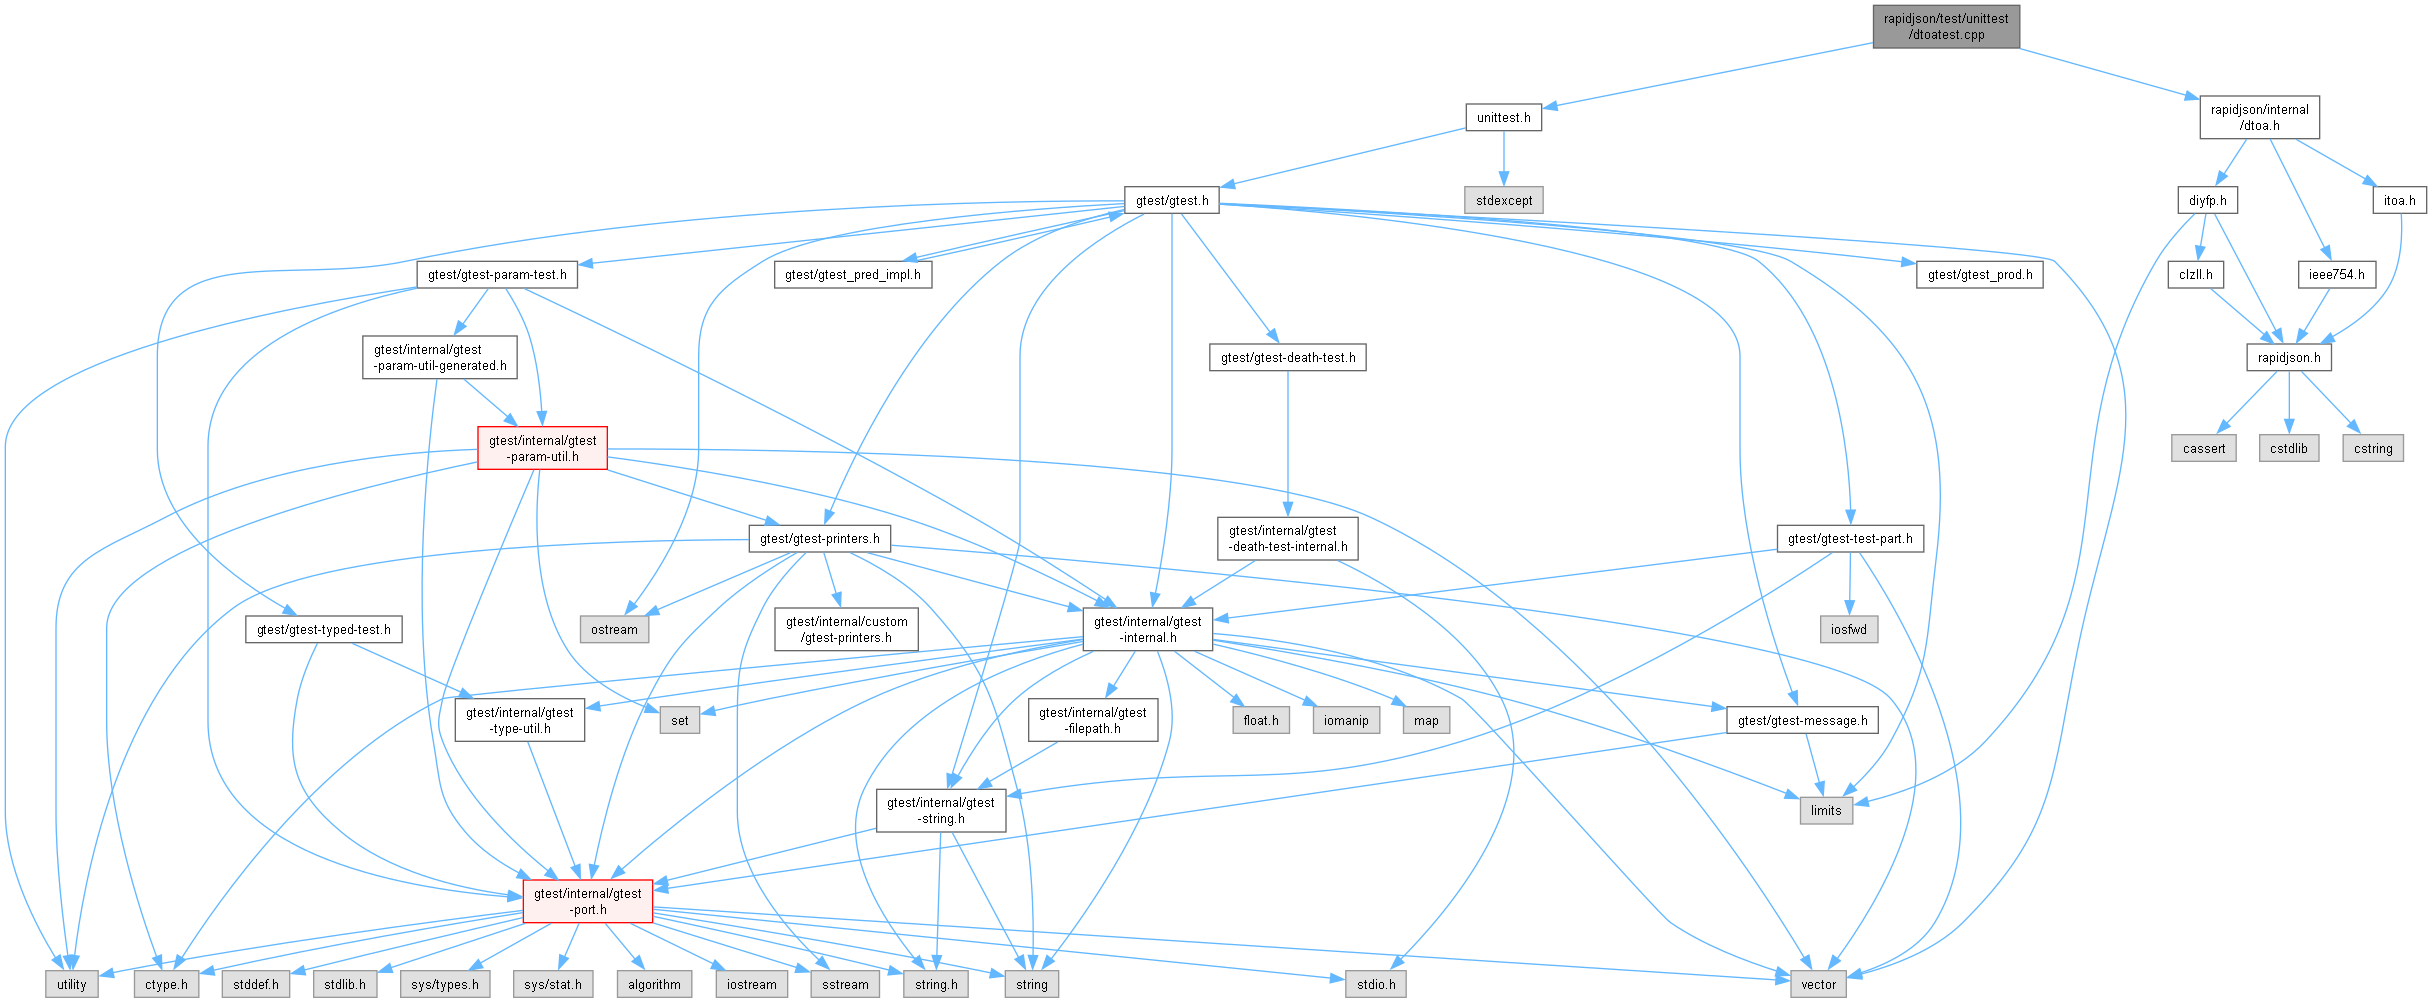 rapidjson/test/unittest
/dtoatest.cpp
unittest.h
rapidjson/internal
/dtoa.h
gtest/gtest.h
stdexcept
diyfp.h
itoa.h
gtest/gtest-param-test.h
gtest/gtest_pred_impl.h
gtest/gtest_prod.h
clzll.h
ieee754.h
gtest/internal/gtest
-param-util-generated.h
gtest/gtest-death-test.h
rapidjson.h
gtest/internal/gtest
-param-util.h
cassert
cstdlib
cstring
gtest/gtest-printers.h
gtest/internal/gtest
-death-test-internal.h
gtest/gtest-test-part.h
gtest/gtest-typed-test.h
ostream
gtest/internal/custom
/gtest-printers.h
gtest/internal/gtest
-internal.h
iosfwd
gtest/internal/gtest
-type-util.h
set
gtest/internal/gtest
-filepath.h
float.h
iomanip
map
gtest/gtest-message.h
gtest/internal/gtest
-string.h
limits
gtest/internal/gtest
-port.h
utility
ctype.h
stddef.h
stdlib.h
sys/types.h
sys/stat.h
algorithm
iostream
sstream
string.h
string
stdio.h
vector